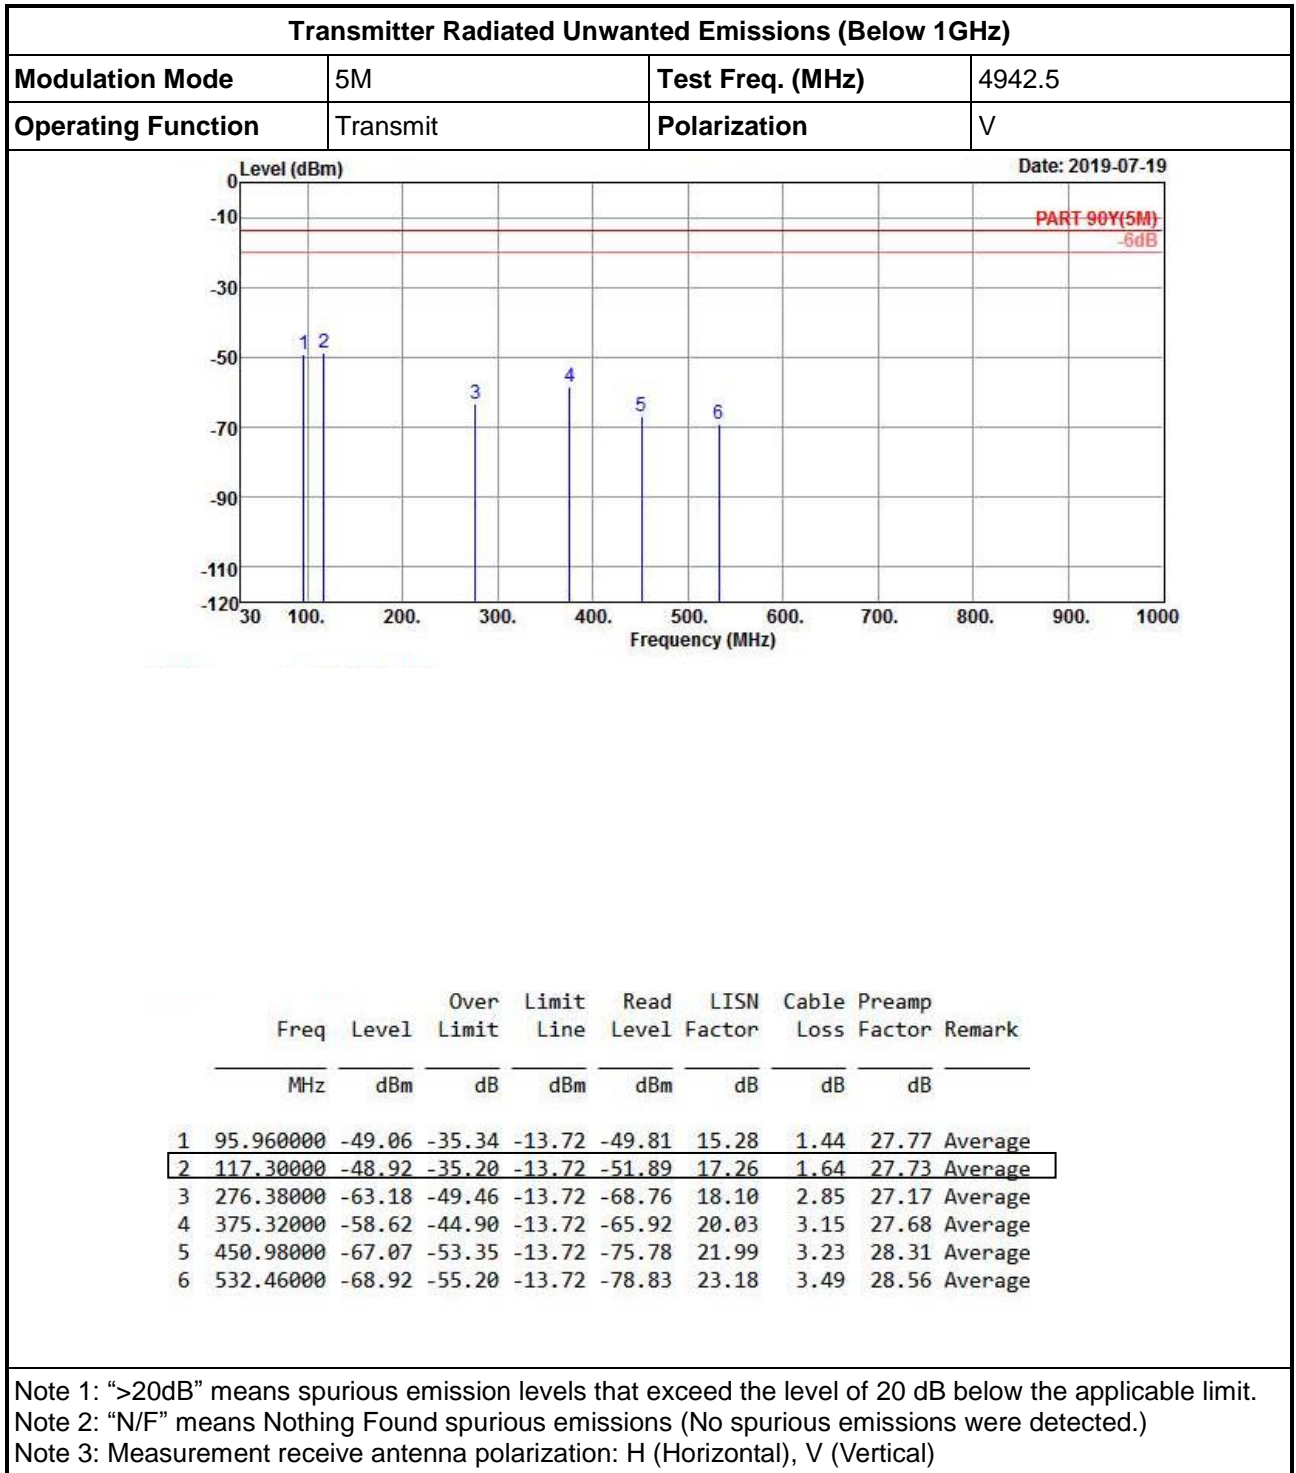 Transmitter Radiated Unwanted Emissions (Below 1GHz)
Modulation Mode 5M Test Freq. (MHz) 4942.5
Operating Function Transmit Polarization V
Level (dBm) Date: 2019-07-19
0
-10
PART 90Y(5M)
-6dB
-30
1 2
-50
4
3
5
6
-70
-90
-110
-120
30 100. 200. 300. 400. 500. 600. 700. 800. 900. 1000
Frequency (MHz)
Over Limit Read LISN Cable Preamp
Freq Level Limit Line Level Factor Loss Factor Remark
MHz dBm dB dBm dBm dB dB dB
1 95.960000 -49.06 -35.34 -13.72 -49.81 15.28 1.44 27.77 Average
2 117.30000 -48.92 -35.20 -13.72 -51.89 17.26 1.64 27.73 Average
3 276.38000 -63.18 -49.46 -13.72 -68.76 18.10 2.85 27.17 Average
4 375.32000 -58.62 -44.90 -13.72 -65.92 20.03 3.15 27.68 Average
5 450.98000 -67.07 -53.35 -13.72 -75.78 21.99 3.23 28.31 Average
6 532.46000 -68.92 -55.20 -13.72 -78.83 23.18 3.49 28.56 Average
Note 1: “>20dB” means spurious emission levels that exceed the level of 20 dB below the applicable limit.
Note 2: “N/F” means Nothing Found spurious emissions (No spurious emissions were detected.)
Note 3: Measurement receive antenna polarization: H (Horizontal), V (Vertical)